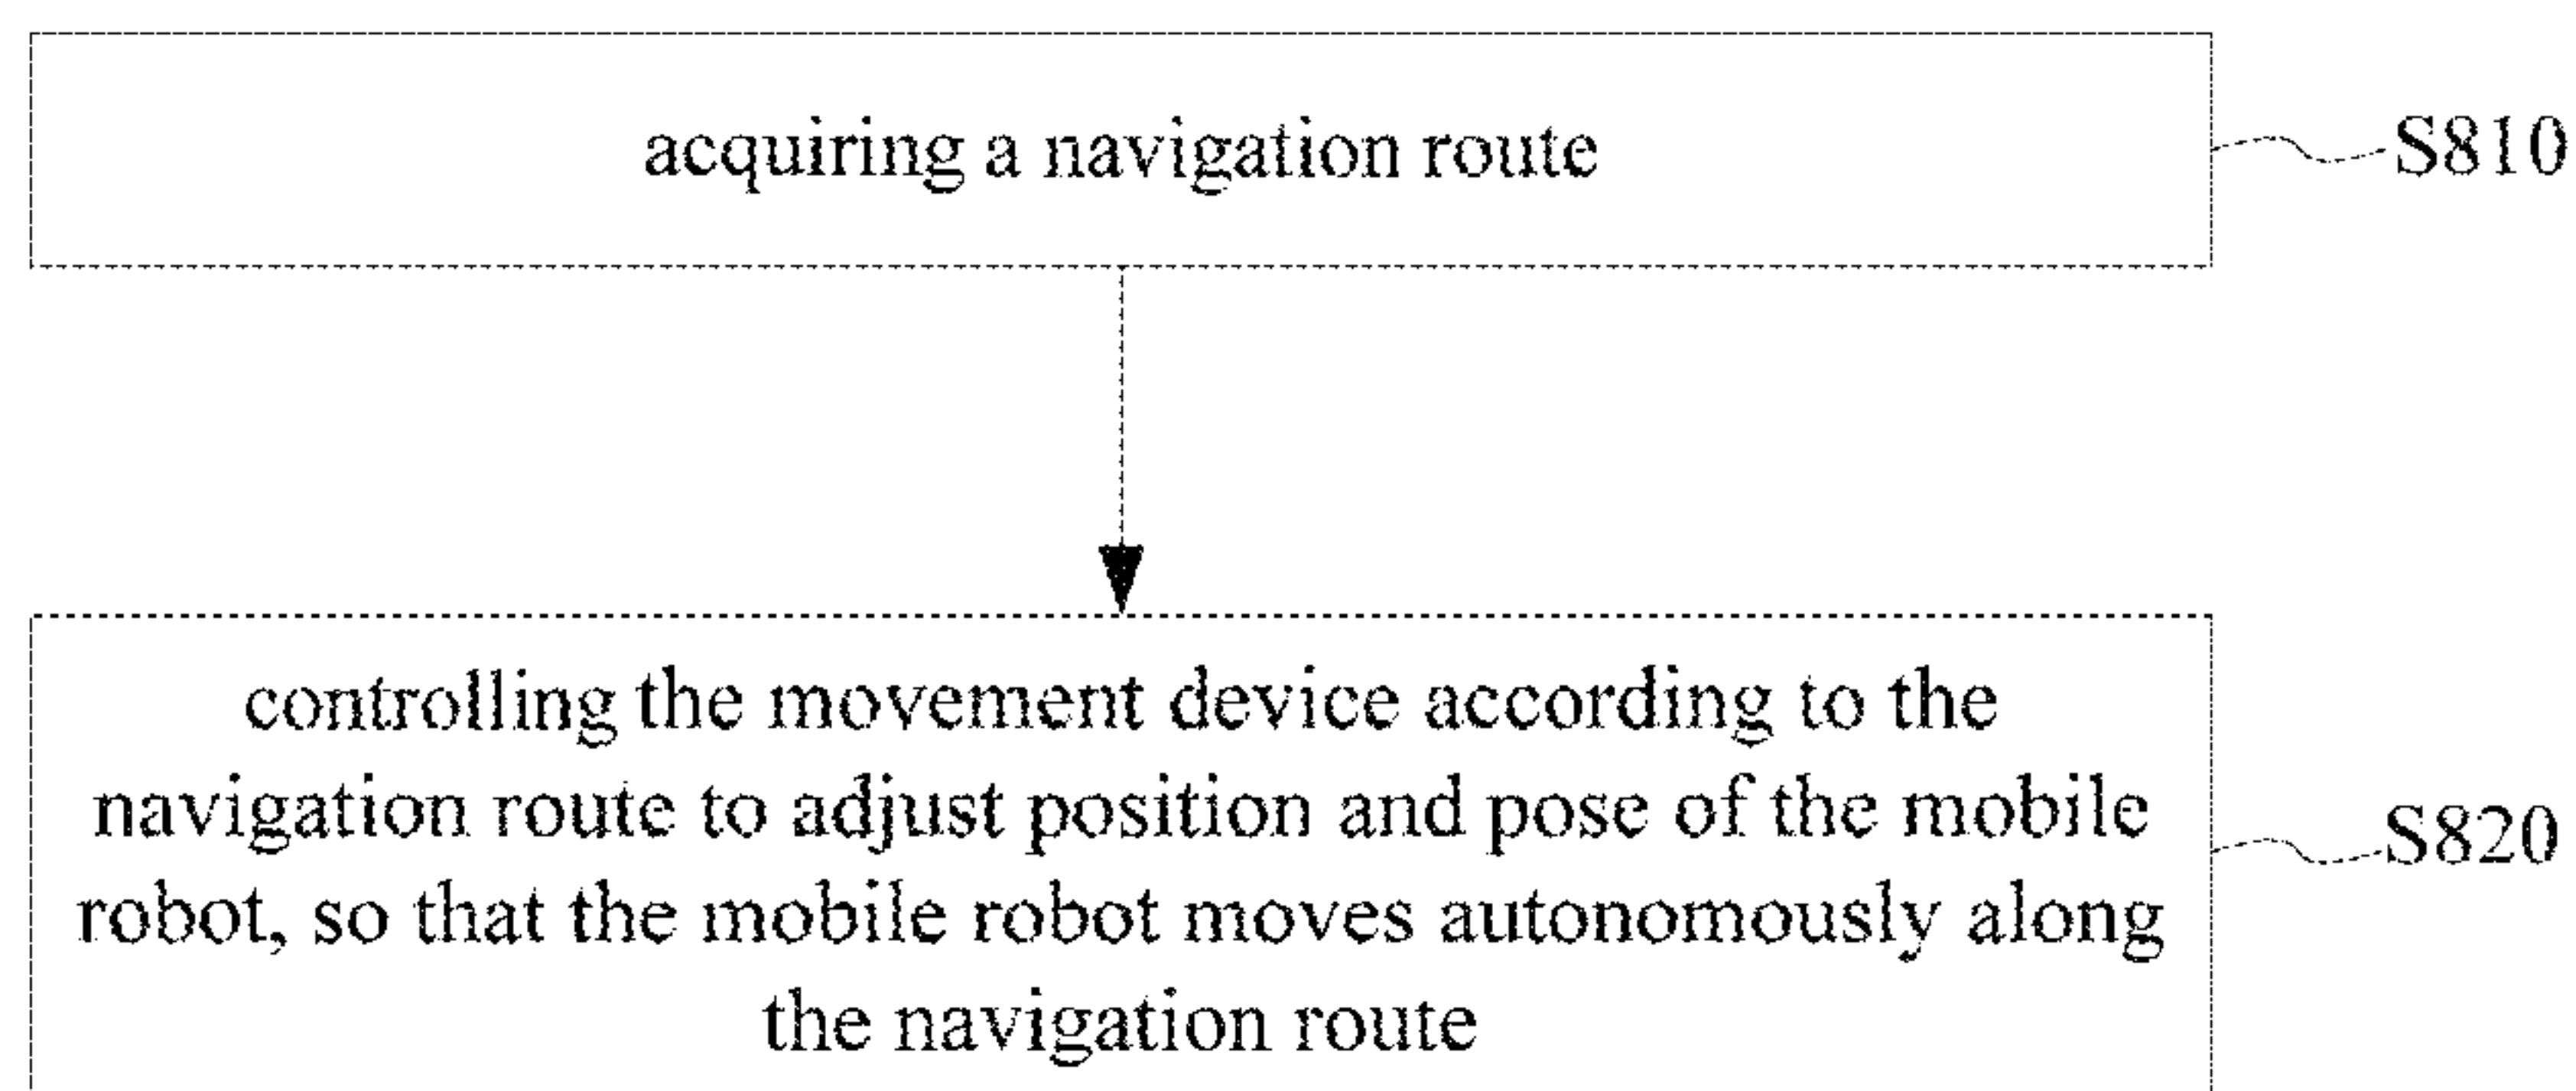 acquiring a navigation route
S810
controlling the movement device according to the
navigation route to adjust position and pose of the mobile
robot, so that the mobile robot moves autonomously along
the navigation route
S820